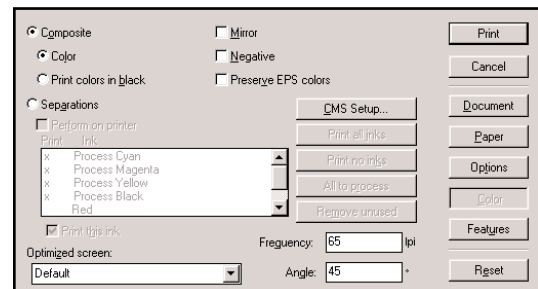 Composite
Color
Print colors in black
Mirror
Negative
Preserve EPS colors
Separations
Perform on printer
Print Ink
x Process Cyan
x Process Magenta
x Process Yellow
x Process Black
Red
Print this ink
Optimized screen:
Default
CMS Setup...
Print all inks
Print no inks
All to process
Remove unused
Frequency: 65 lpi
Angle: 45 °
Print
Cancel
Document
Paper
Options
Color
Features
Reset